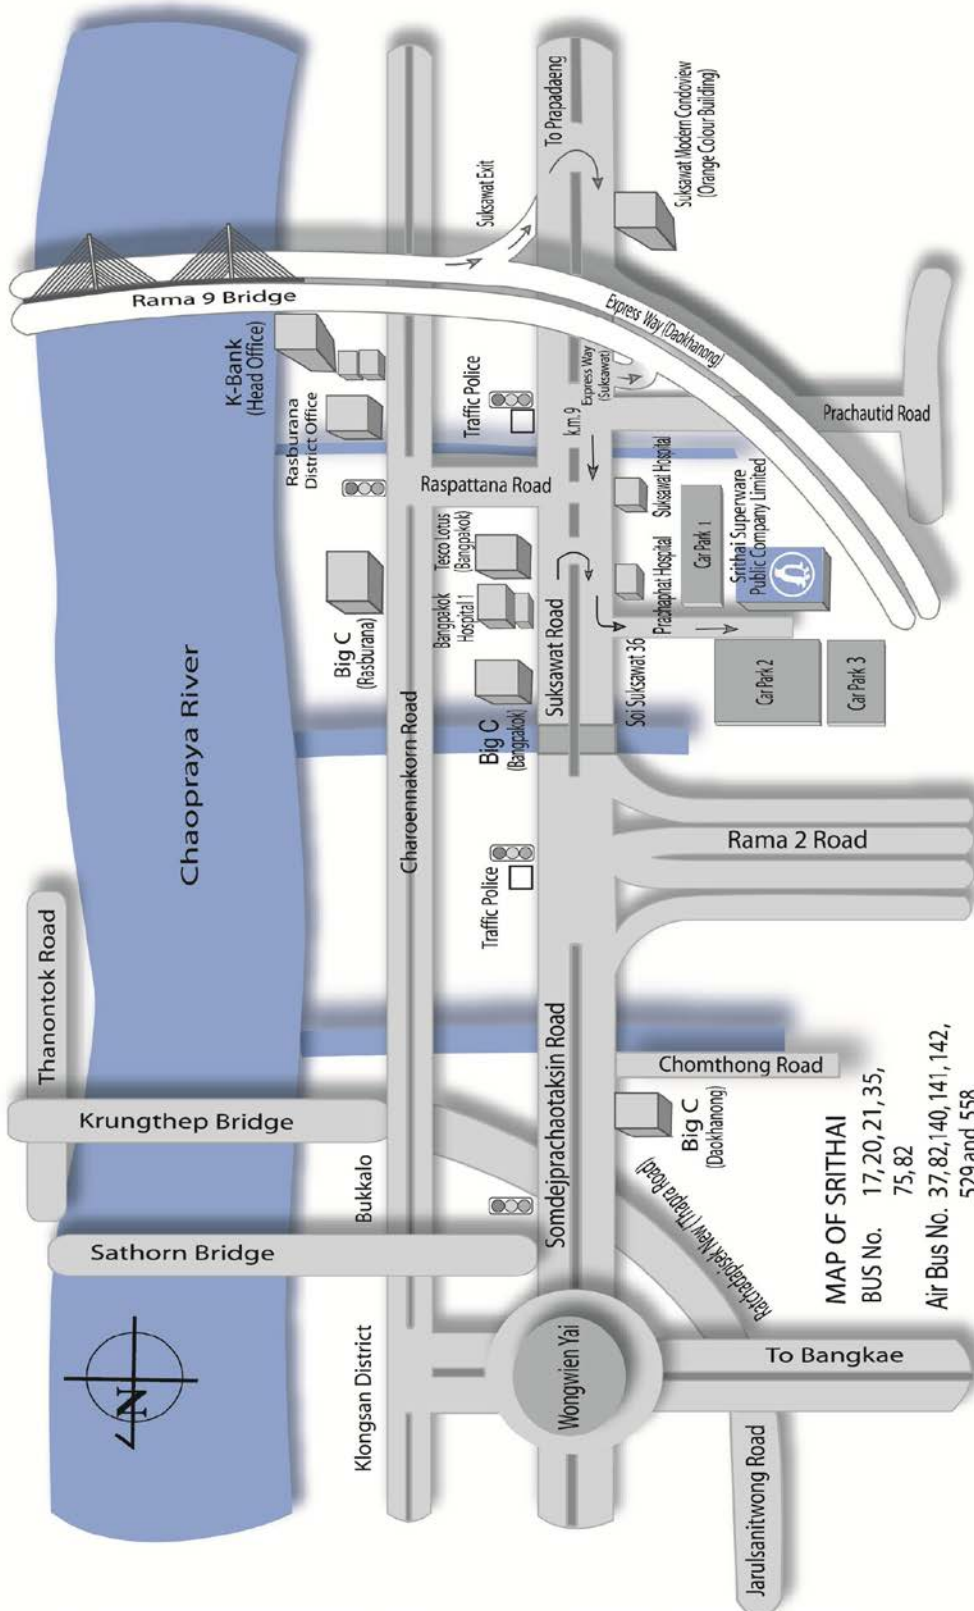 Thanontok Road
Chaopraya River
Rama 9 Bridge
Krungthep Bridge
Sathorn Bridge
N
K-Bank
(Head Office)
Rasburana
District Office
Big C
(Rasburana)
Bukkalo
Klongsan District
Charoennakorn Road
Raspattana Road
Suksawat Exit
Traffic Police
Tesco Lotus
(Bangpakok)
Bangpakok
Hospital 1
Big C
(Bangpakok)
Traffic Police
To Prapadaeng
k.m.9
Express Way
(Suksawat)
Suksawat Road
Somdejprachaotaksin Road
Wongwien Yai
Suksawat Modern Condoview
(Orange Colour Building)
Express Way (Daokhanong)
Prachautid Road
Suksawat Hospital
Prachaphat Hospital
Car Park 1
Srithai Superware
Public Company Limited
Soi Suksawat 36
Car Park 2
Car Park 3
Rama 2 Road
Chomthong Road
Big C
(Daokhanong)
Ratchadapisek New (Thapra Road)
To Bangkae
Jarulsanitwong Road
MAP OF SRITHAI
BUS No. 17, 20, 21, 35,
75, 82
Air Bus No. 37, 82, 140, 141, 142,
529 and 558